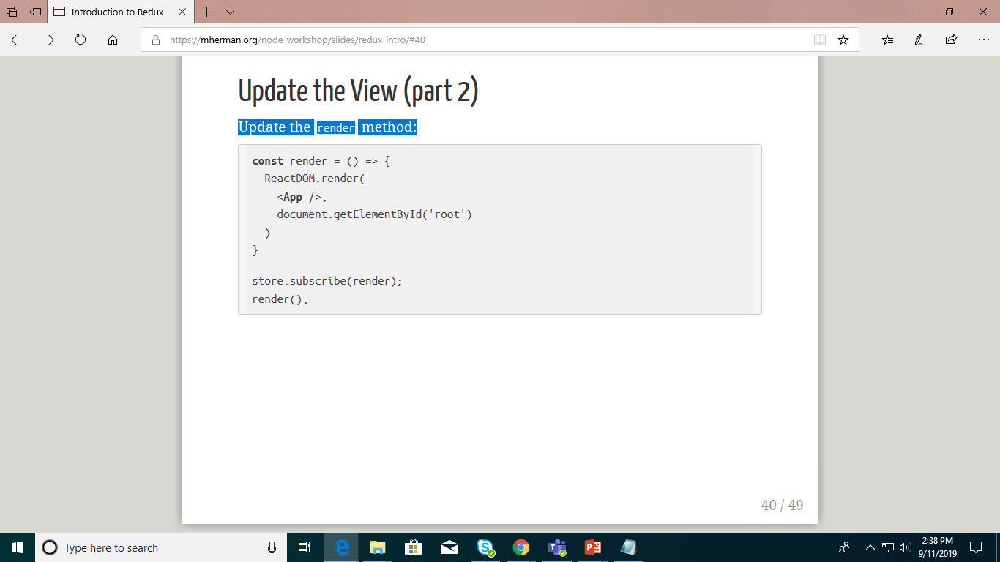 Introduction to Redux
https://mherman.org/node-workshop/slides/redux-intro/#40
Update the View (part 2)
Update the render method:
const render = () => {
  ReactDOM.render(
    <App />,
    document.getElementById('root')
  )
}
store.subscribe(render);
render();
40 / 49
Type here to search
2:38 PM
9/11/2019